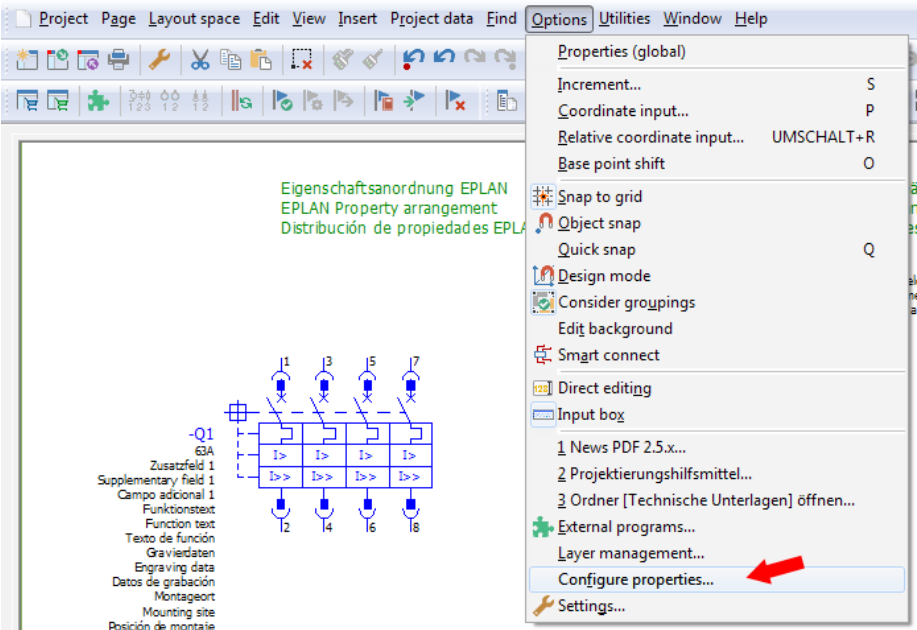 Project Page Layout space Edit View Insert Project data Find Options Utilities Window Help
Properties (global)
Increment... S
Coordinate input... P
Relative coordinate input... UMSCHALT+R
Base point shift O
Snap to grid
Object snap
Quick snap Q
Design mode
Consider groupings
Edit background
Smart connect
Direct editing
Input box
1 News PDF 2.5.x...
2 Projektierungshilfsmittel...
3 Ordner [Technische Unterlagen] öffnen...
External programs...
Layer management...
Configure properties...
Settings...
Eigenschaftsanordnung EPLAN
EPLAN Property arrangement
Distribución de propiedades EPLA
1 3 5 7
-Q1
63A
I> I> I> I>
Zusatzfeld 1
Supplementary field 1
I>> I>> I>> I>>
Campo adicional 1
Funktionstext
Function text
2 4 6 8
Texto de función
Gravierdaten
Engraving data
Datos de grabación
Montageort
Mounting site
Posición de montaje